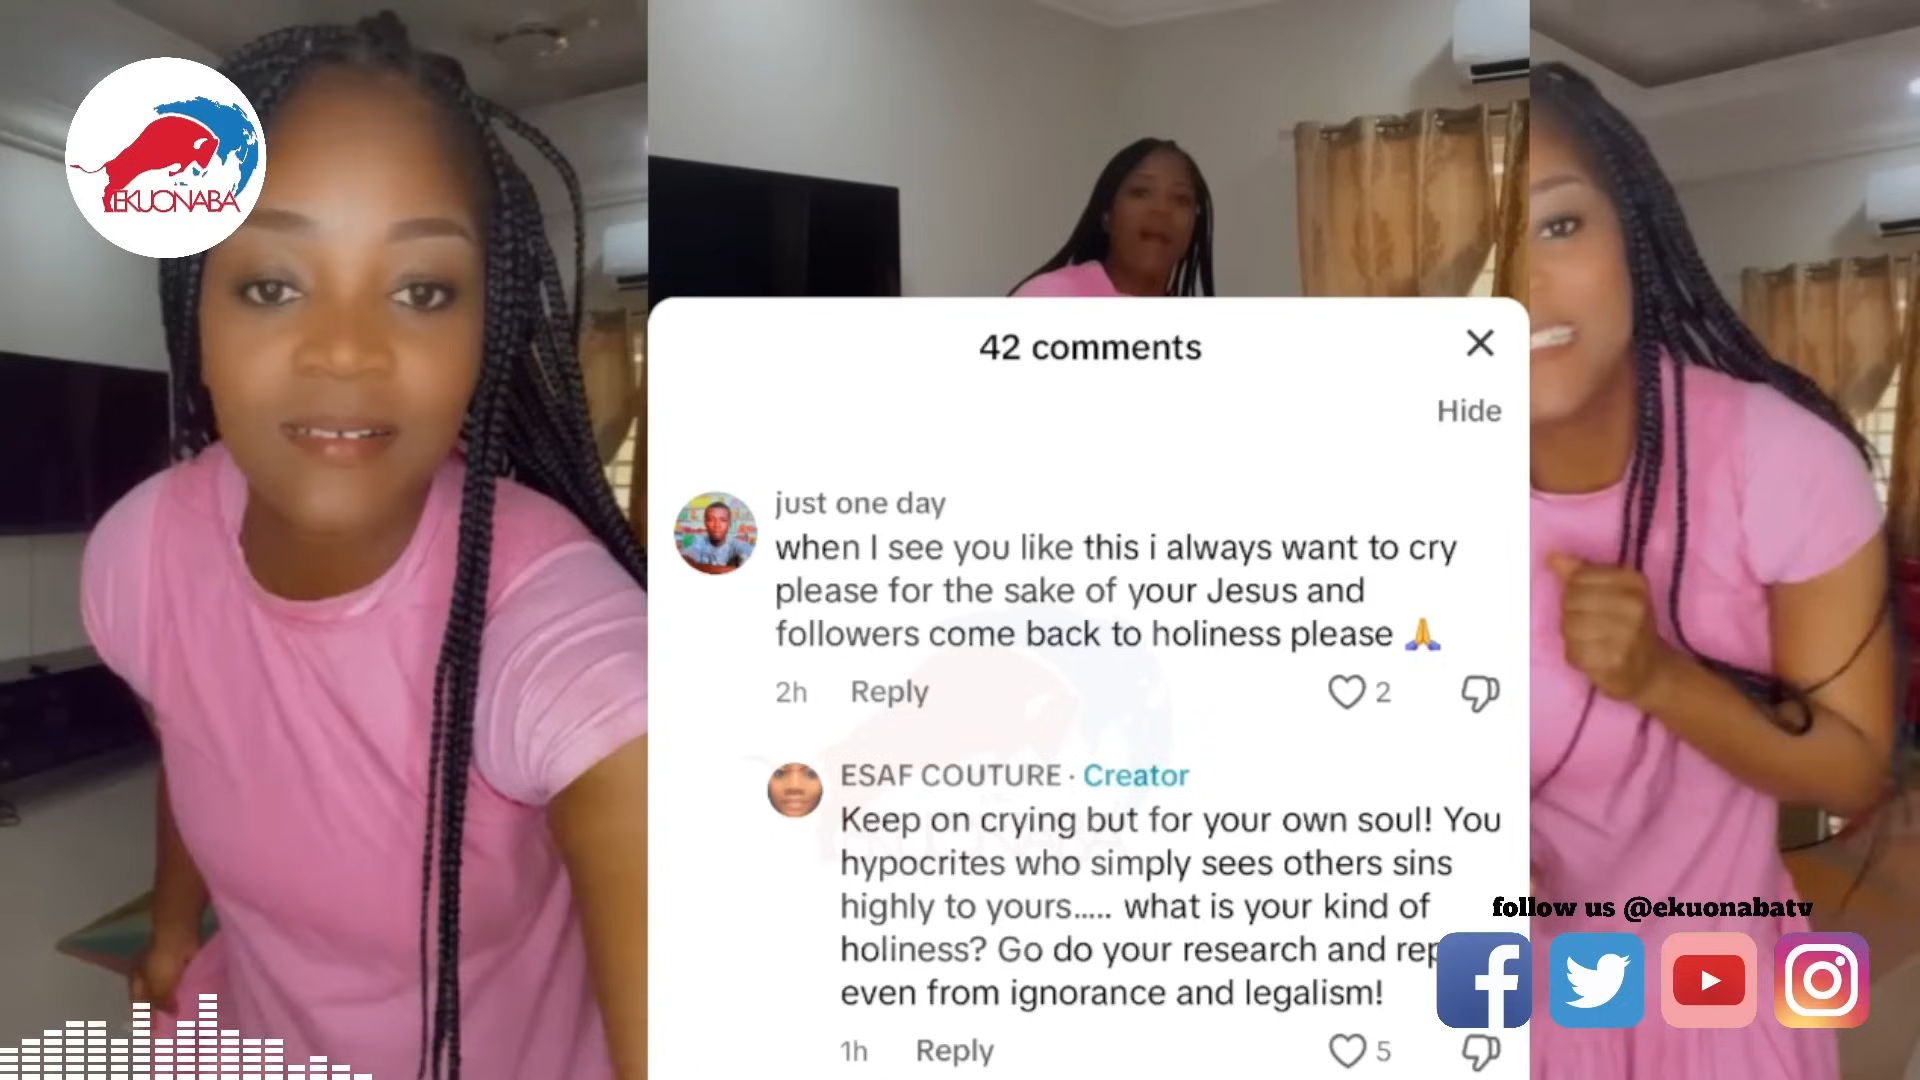 EKUONABA
42 comments
Hide
just one day
when I see you like this i always want to cry
please for the sake of your Jesus and
followers come back to holiness please 🙏
2h Reply 2
ESAF COUTURE · Creator
Keep on crying but for your own soul! You
hypocrites who simply sees others sins
highly to yours..... what is your kind of
holiness? Go do your research and rep
even from ignorance and legalism!
1h Reply 5
follow us @ekuonabatv